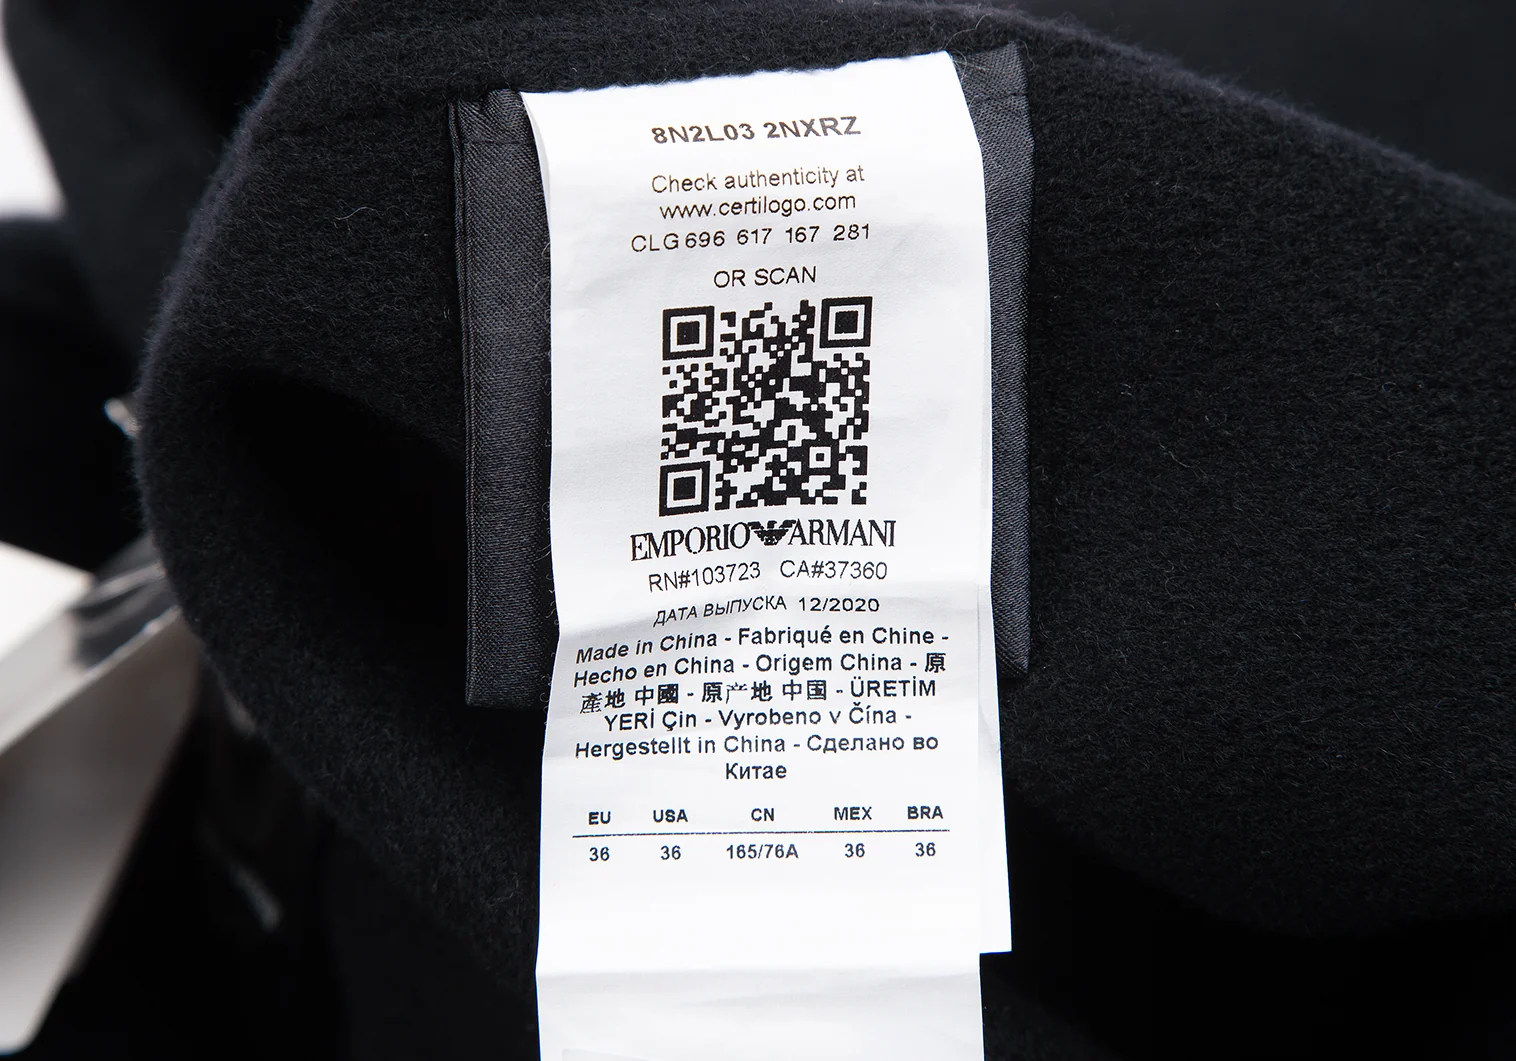 8N2L03 2NXRZ
Check authenticity at
www.certilogo.com
CLG 696 617 167 281
OR SCAN
EMPORIO ARMANI
RN#103723 CA#37360
ДАТА ВЫПУСКА 12/2020
Made in China - Fabriqué en Chine -
Hecho en China - Origem China - 原
產地 中國 - 原产地 中国 - ÜRETİM
YERİ Çin - Vyrobeno v Čína -
Hergestellt in China - Сделано во
Китае
EU USA CN MEX BRA
36 36 165/76A 36 36